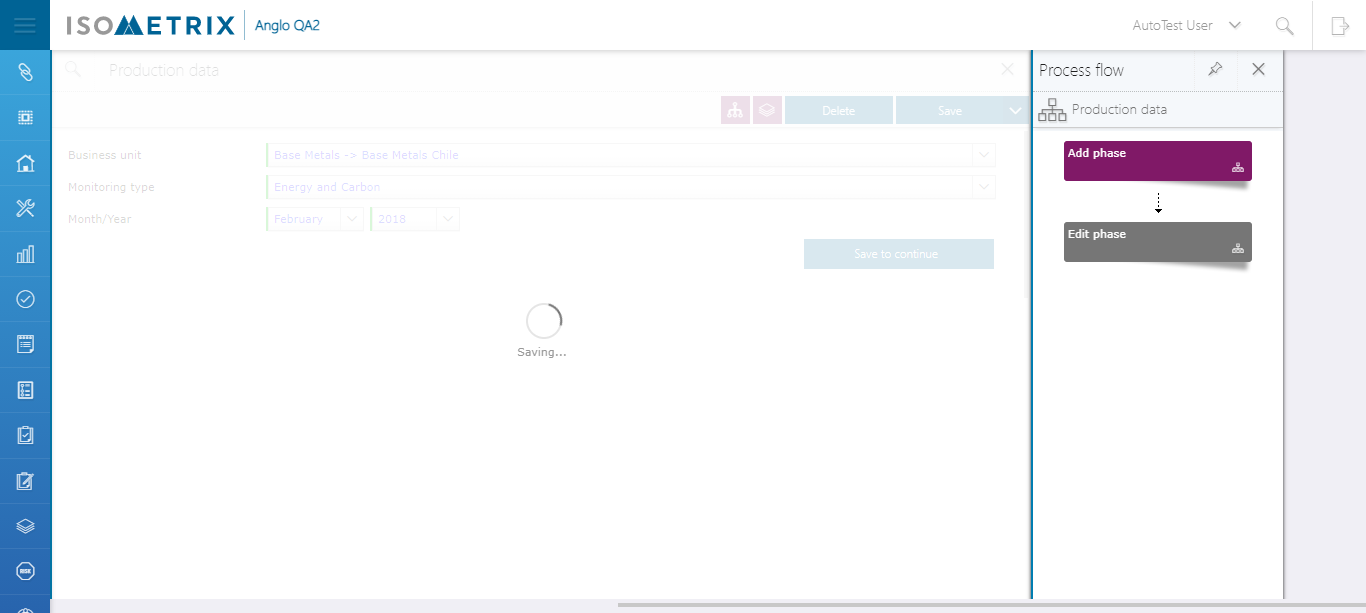 ISOMETRIX Anglo QA2 AutoTest User
Production data
Delete Save
Business unit Base Metals -> Base Metals Chile
Monitoring type Energy and Carbon
Month/Year February 2018
Save to continue
Saving...
Process flow
Production data
Add phase
Edit phase